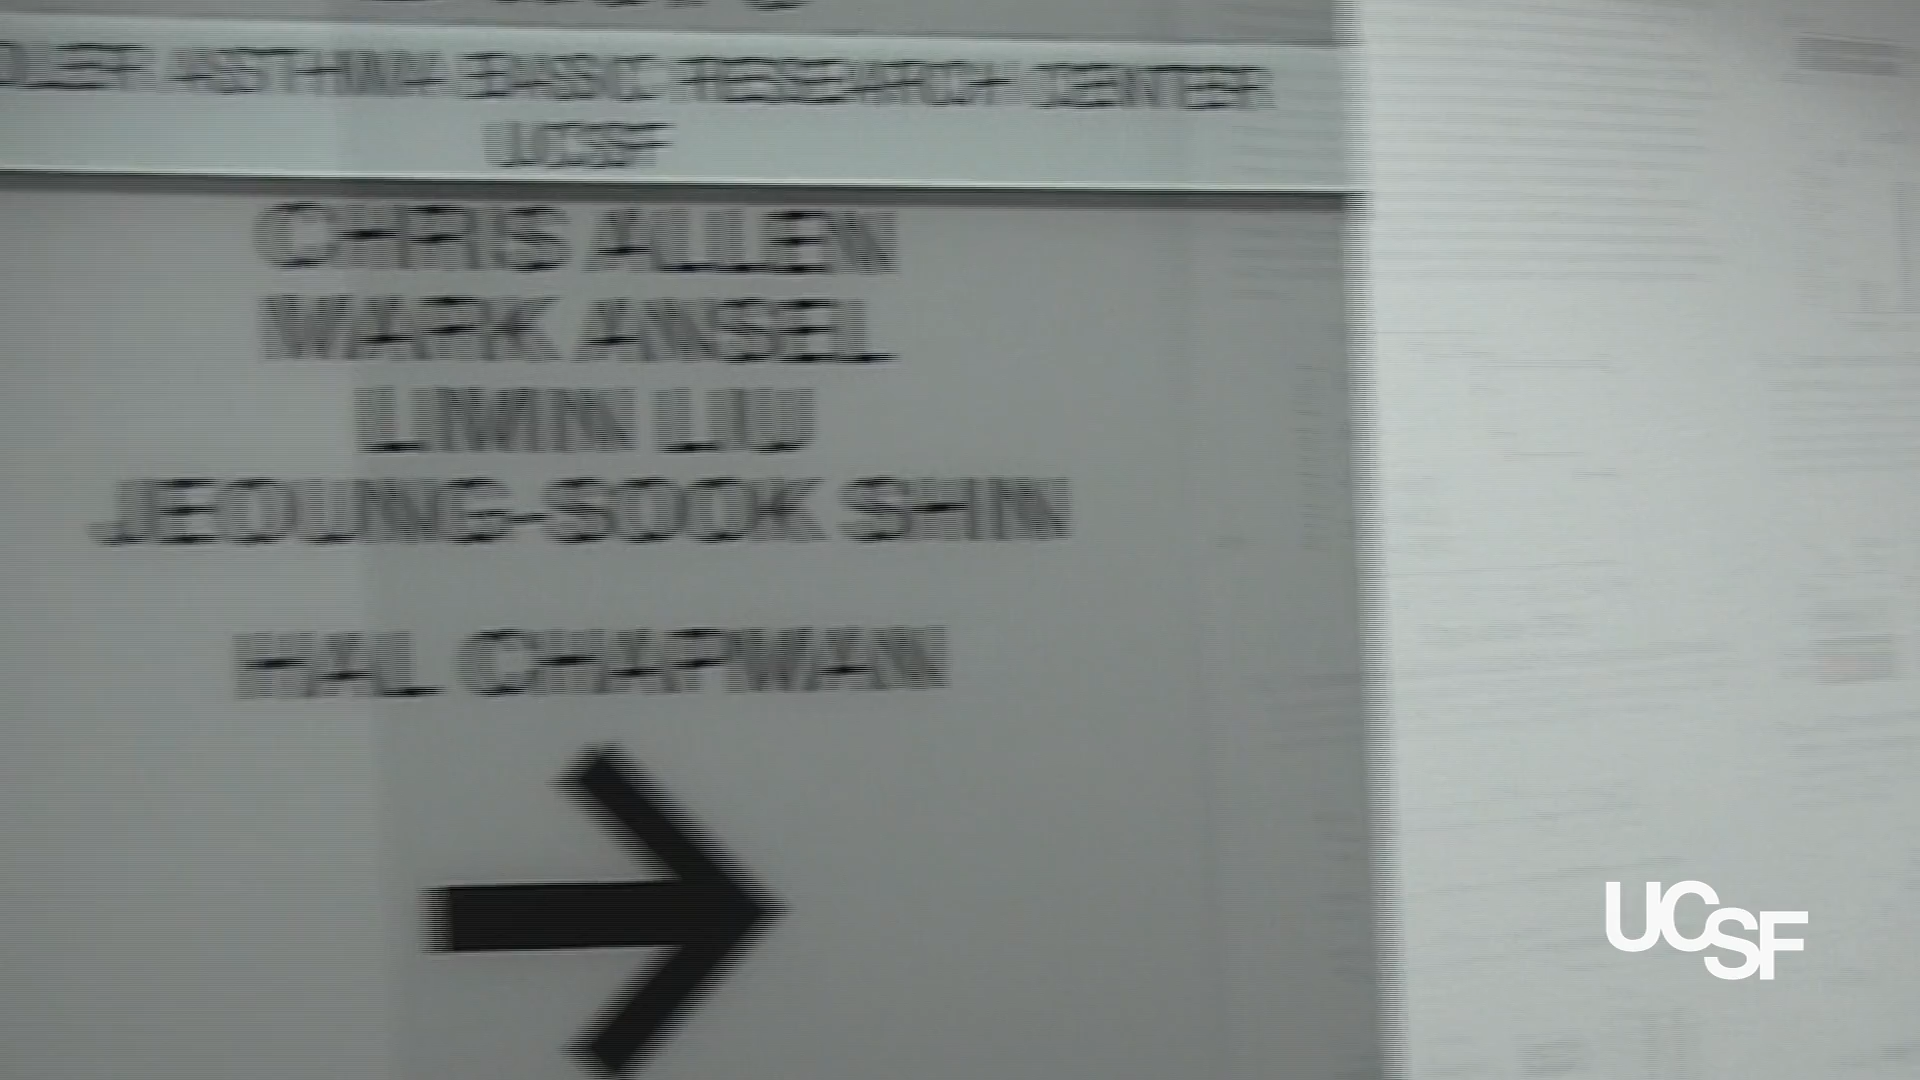 ASTHMA BASIC RESEARCH CENTER
UCSF
CHRIS ALLEN
MARK ANSEL
LIMIN LIU
JEOUNG-SOOK SHIN
HAL CHAPMAN
UCSF